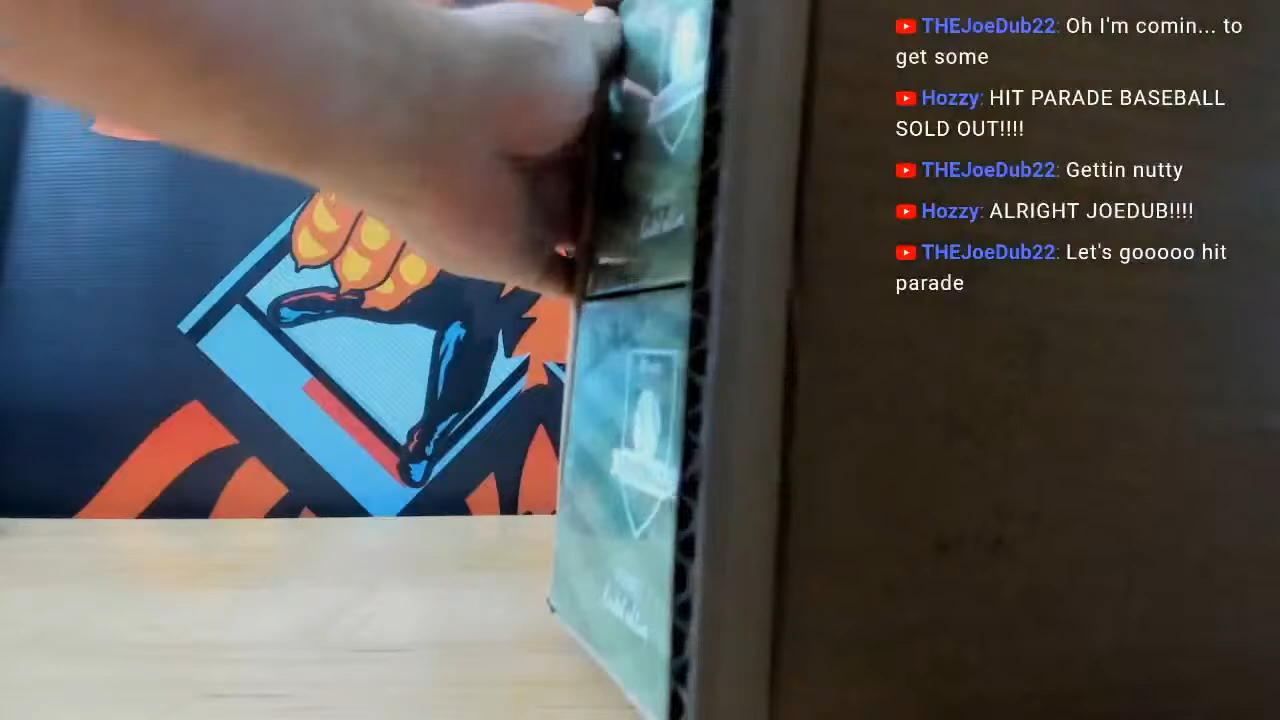 THEJoeDub22: Oh I'm comin... to
get some
Hozzy: HIT PARADE BASEBALL
SOLD OUT!!!!
THEJoeDub22: Gettin nutty
Hozzy: ALRIGHT JOEDUB!!!!
THEJoeDub22: Let's gooooo hit
parade